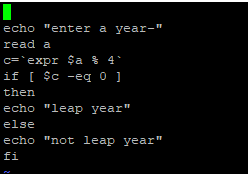 echo "enter a year-"
read a
c=`expr $a % 4`
if [ $c -eq 0 ]
then
echo "leap year"
else
echo "not leap year"
fi
~